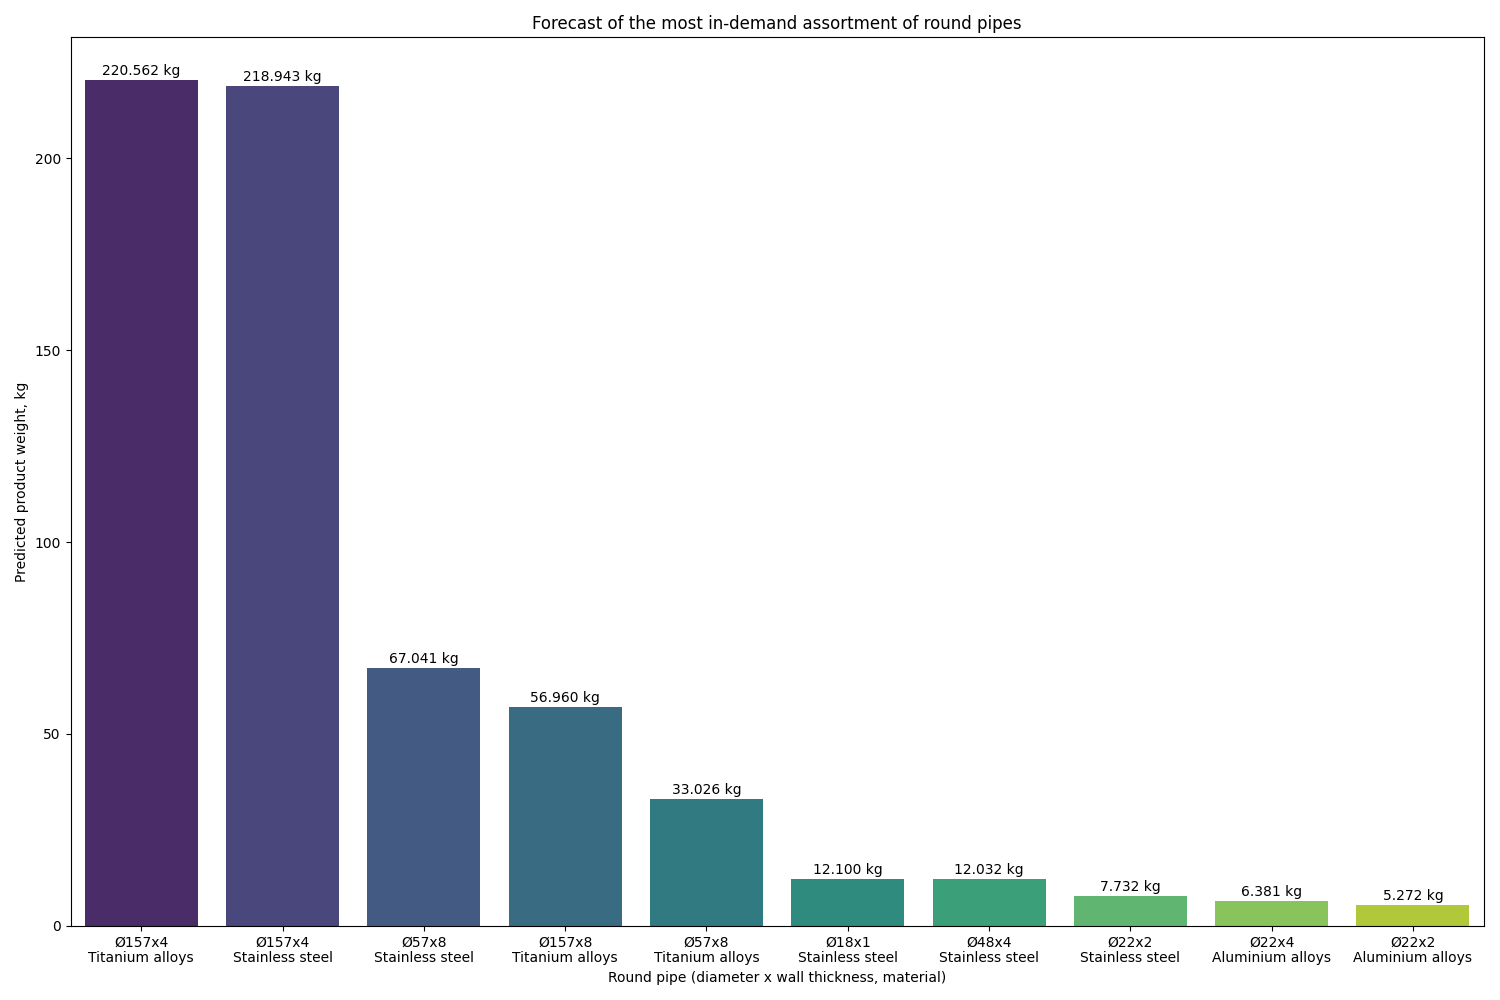 Forecast of the most in-demand assortment of round pipes
220.562 kg
218.943 kg
67.041 kg
56.960 kg
33.026 kg
12.100 kg
12.032 kg
7.732 kg
6.381 kg
5.272 kg
Predicted product weight, kg
200
150
100
50
0
Ø157x4
Titanium alloys
Ø157x4
Stainless steel
Ø57x8
Stainless steel
Ø157x8
Titanium alloys
Ø57x8
Titanium alloys
Ø18x1
Stainless steel
Ø48x4
Stainless steel
Ø22x2
Stainless steel
Ø22x4
Aluminium alloys
Ø22x2
Aluminium alloys
Round pipe (diameter x wall thickness, material)